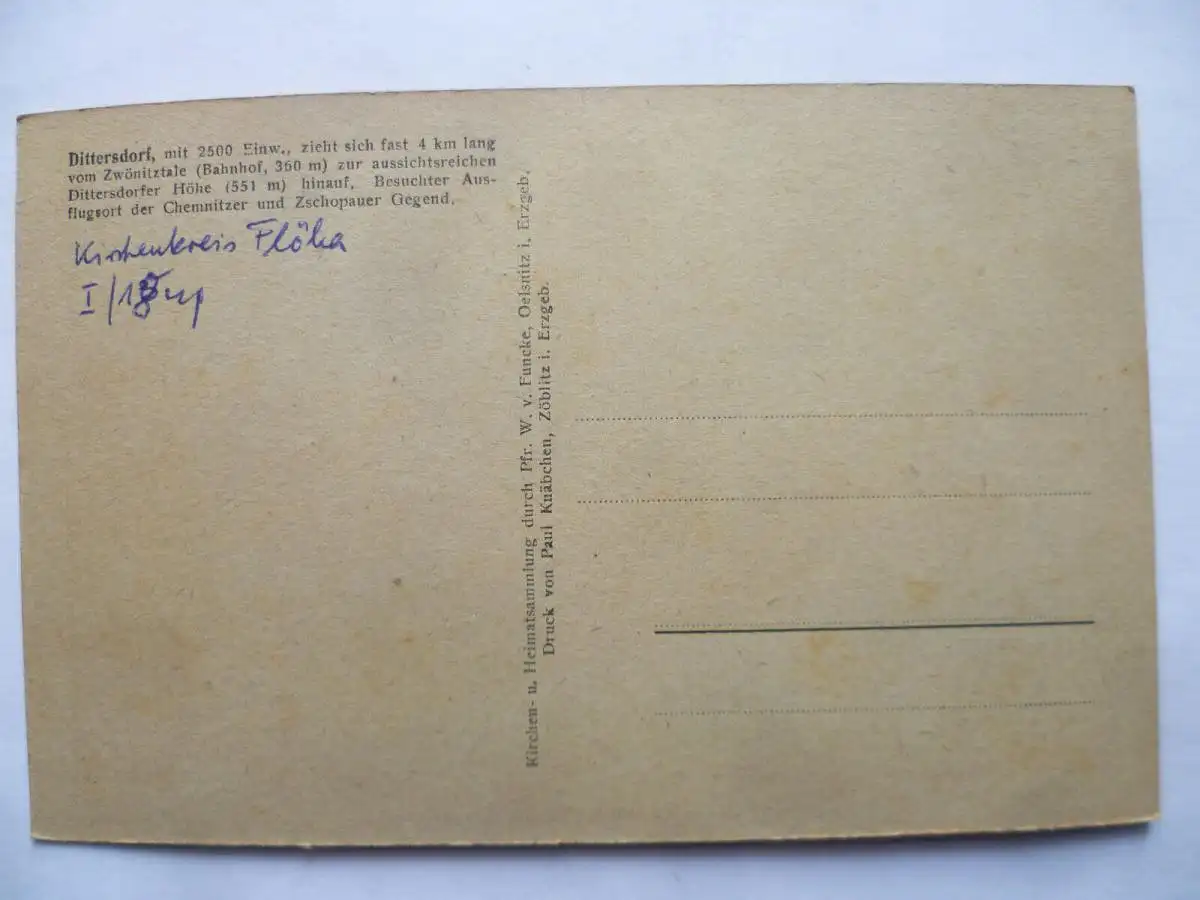 Dittersdorf, mit 2500 Einw., zieht sich fast 4 km lang
vom Zwönitztale (Bahnhof, 360 m) zur aussichtsreichen
Dittersdorfer Höhe (551 m) hinauf. Besuchter Aus-
flugsort der Chemnitzer und Zschopauer Gegend.
Kirchenkreis Flöha
Kirchen- u. Heimatsammlung durch Pfr. W. v. Funcke, Oelsnitz i. Erzgeb.
Druck von Paul Knäbchen, Zöblitz i. Erzgeb.